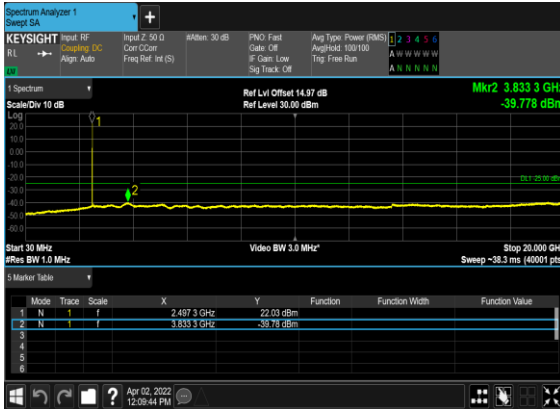 Spectrum Analyzer 1
Swept SA
+
KEYSIGHT Input: RF Input Z: 50 Ω #Atten: 30 dB PNO: Fast Avg Type: Power (RMS) 1 2 3 4 5 6
RL Coupling: DC Corr CCorr Gate: Off Avg|Hold: 100/100 A W W W W W
Align: Auto Freq Ref: Int (S) IF Gain: Low Trig: Free Run
Sig Track: Off A N N N N N
1 Spectrum Ref Lvl Offset 14.97 dB Mkr2 3.833 3 GHz
Scale/Div 10 dB Ref Level 30.00 dBm -39.778 dBm
Log
1
20.0
10.0
0.00
-10.0
-20.0
DL1 -25.00 dBm
-30.0
2
-40.0
-50.0
-60.0
Start 30 MHz Video BW 3.0 MHz* Stop 20.000 GHz
#Res BW 1.0 MHz Sweep ~38.3 ms (40001 pts)
5 Marker Table
Mode Trace Scale X Y Function Function Width Function Value
1 N 1 f 2.497 3 GHz 22.03 dBm
2 N 1 f 3.833 3 GHz -39.78 dBm
3
4
5
6
? Apr 02, 2022
12:09:44 PM